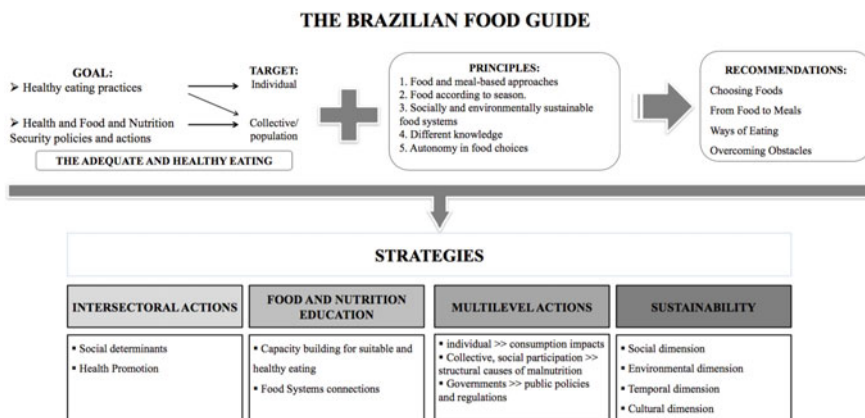 THE BRAZILIAN FOOD GUIDE
GOAL:
➢ Healthy eating practices
➢ Health and Food and Nutrition
Security policies and actions
TARGET:
Individual
Collective/
population
THE ADEQUATE AND HEALTHY EATING
PRINCIPLES:
1. Food and meal-based approaches
2. Food according to season.
3. Socially and environmentally sustainable
food systems
4. Different knowledge
5. Autonomy in food choices
RECOMMENDATIONS:
Choosing Foods
From Food to Meals
Ways of Eating
Overcoming Obstacles
STRATEGIES
INTERSECTORAL ACTIONS
▪ Social determinants
▪ Health Promotion
FOOD AND NUTRITION
EDUCATION
▪ Capacity building for suitable and
healthy eating
▪ Food Systems connections
MULTILEVEL ACTIONS
▪ individual >> consumption impacts
▪ Collective, social participation >>
structural causes of malnutrition
▪ Governments >> public policies
and regulations
SUSTAINABILITY
▪ Social dimension
▪ Environmental dimension
▪ Temporal dimension
▪ Cultural dimension